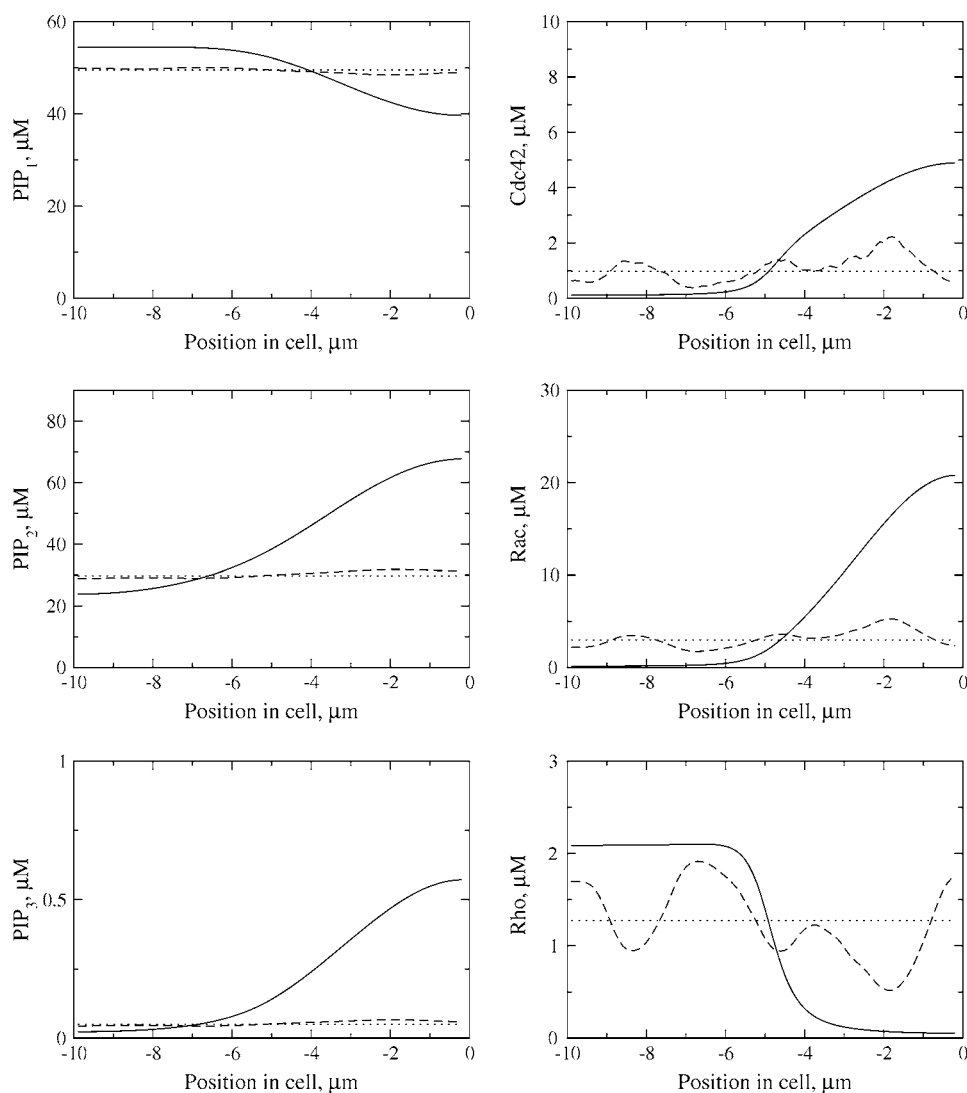 60
40
20
0
PIP1, μM
-10 -8 -6 -4 -2 0
Position in cell, μm
10
8
6
4
2
0
Cdc42, μM
-10 -8 -6 -4 -2 0
Position in cell, μm
80
60
40
20
0
PIP2, μM
-10 -8 -6 -4 -2 0
Position in cell, μm
30
20
10
0
Rac, μM
-10 -8 -6 -4 -2 0
Position in cell, μm
1
0.5
0
PIP3, μM
-10 -8 -6 -4 -2 0
Position in cell, μm
3
2
1
0
Rho, μM
-10 -8 -6 -4 -2 0
Position in cell, μm